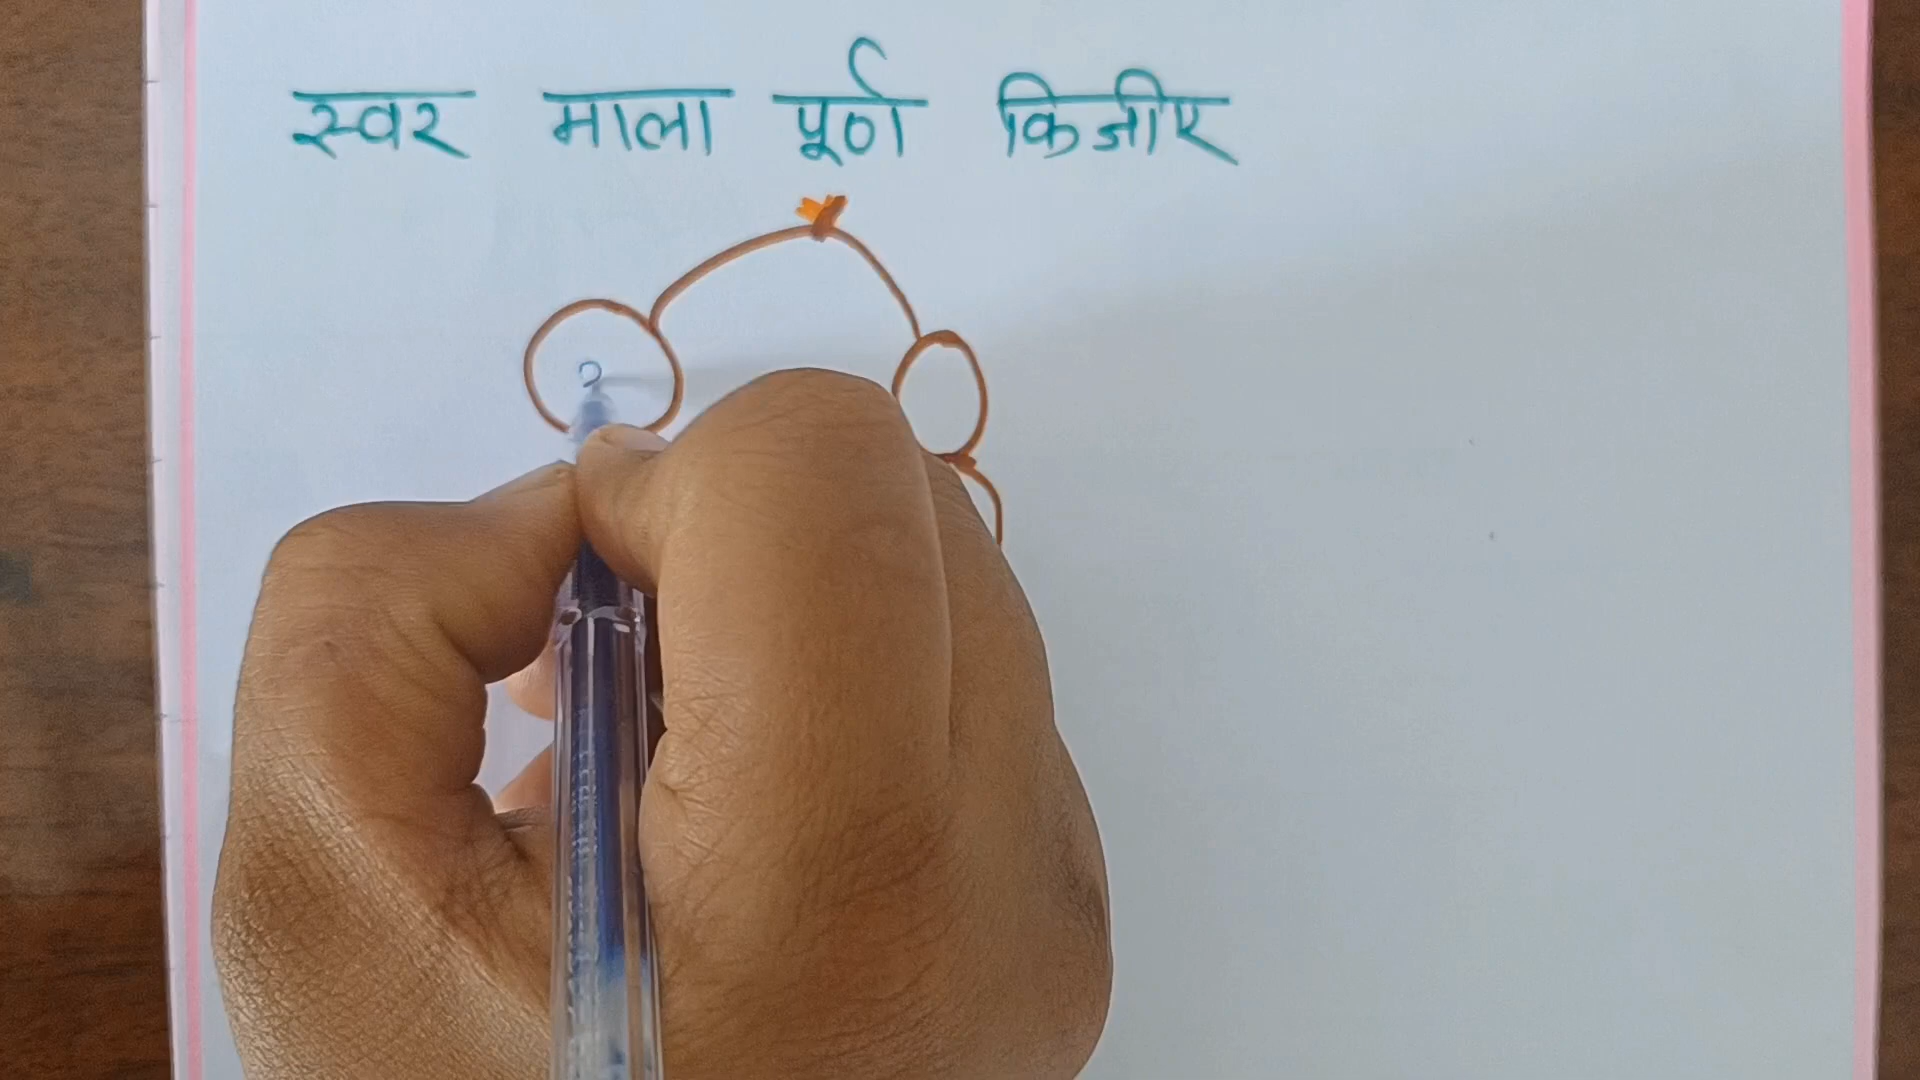 स्वर माला पूर्ण किजीए